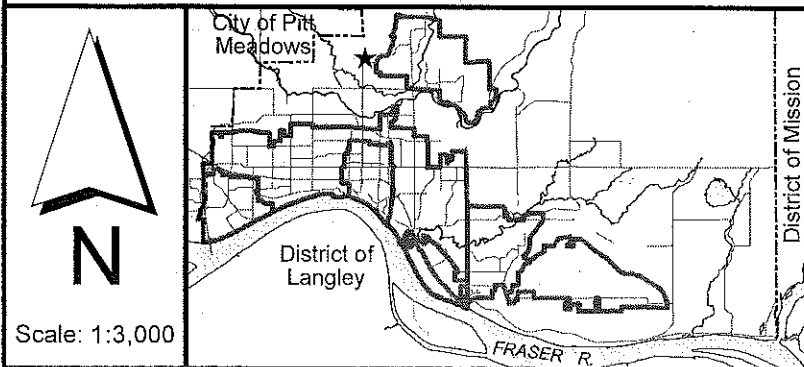 N
Scale: 1:3,000
City of Pitt
Meadows
District of
Langley
FRASER R.
District of Mission